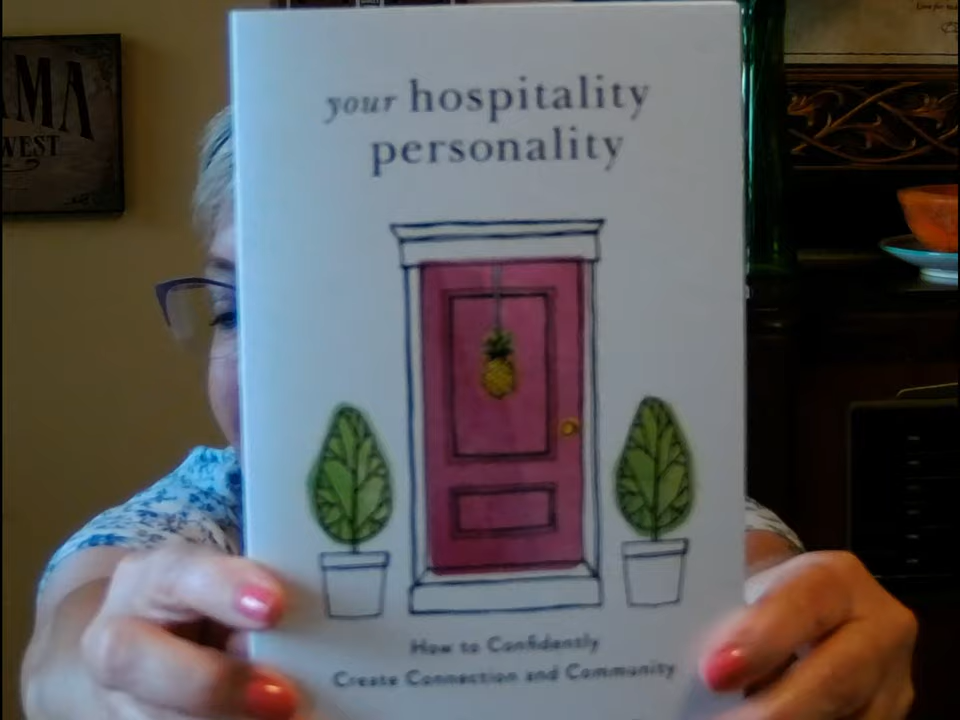 AMA
WEST
your hospitality
personality
How to Confidently
Create Connection and Community